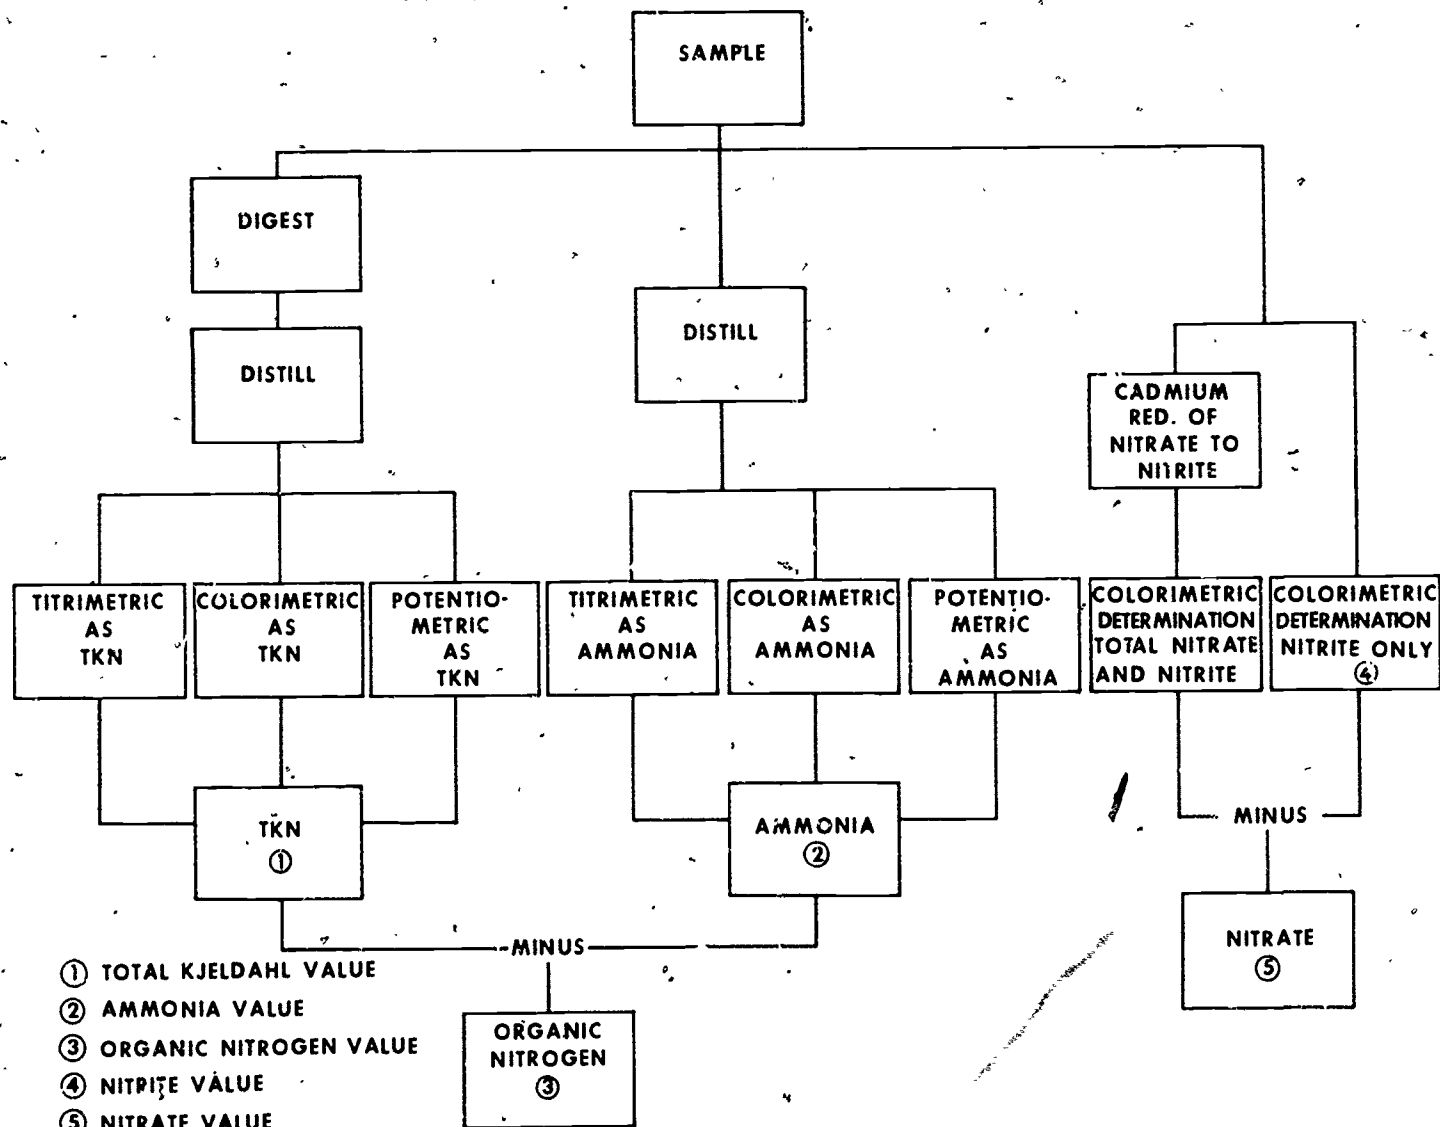 SAMPLE
DIGEST
DISTILL
DISTILL
CADMIUM
RED. OF
NITRATE TO
NITRITE
TITRIMETRIC
AS
TKN
COLORIMETRIC
AS
TKN
POTENTIO-
METRIC
AS
TKN
TITRIMETRIC
AS
AMMONIA
COLORIMETRIC
AS
AMMONIA
POTENTIO-
METRIC
AS
AMMONIA
COLORIMETRIC
DETERMINATION
TOTAL NITRATE
AND NITRITE
COLORIMETRIC
DETERMINATION
NITRITE ONLY
④
TKN
①
AMMONIA
②
MINUS
NITRATE
⑤
MINUS
ORGANIC
NITROGEN
③
① TOTAL KJELDAHL VALUE
② AMMONIA VALUE
③ ORGANIC NITROGEN VALUE
④ NITRITE VALUE
⑤ NITRATE VALUE